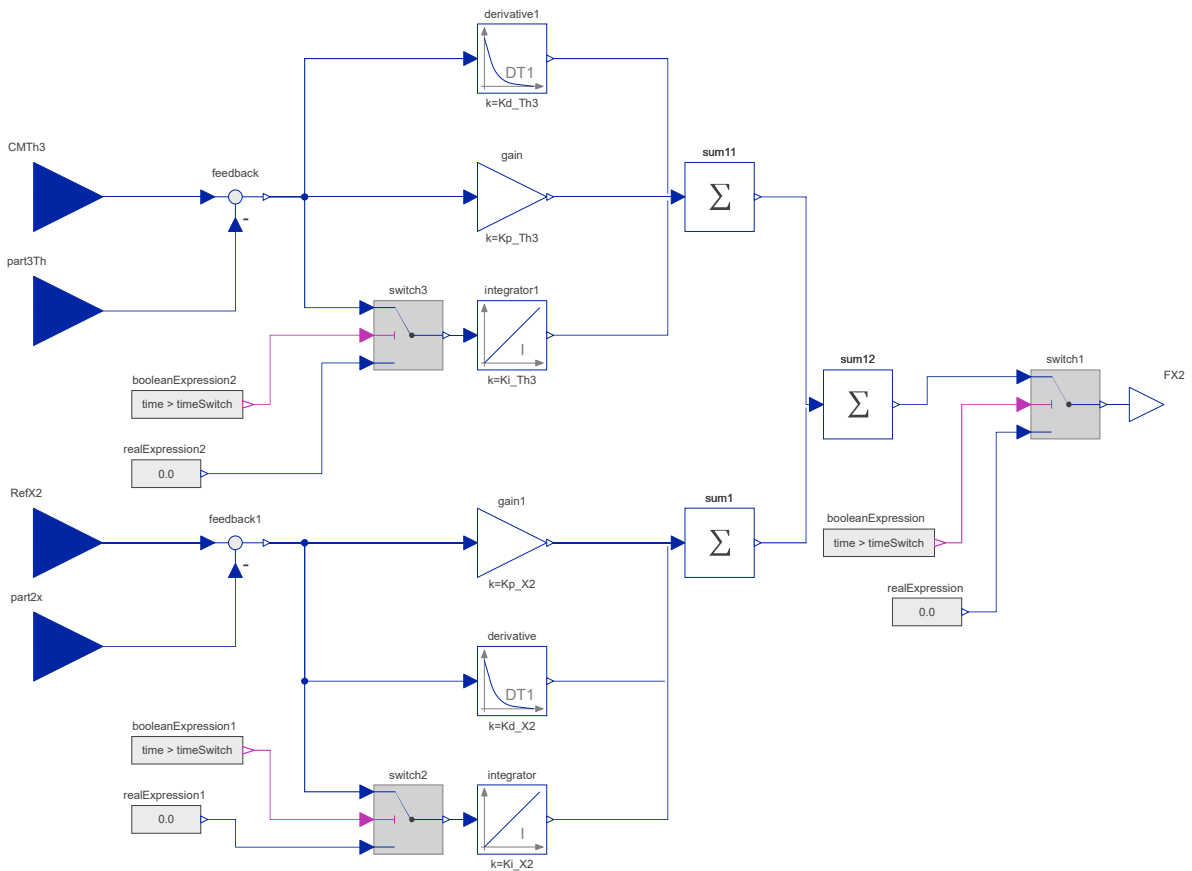 derivative1
DT1
k=Kd_Th3
CMTh3
feedback
-
gain
k=Kp_Th3
sum11
Σ
part3Th
switch3
integrator1
I
k=Ki_Th3
booleanExpression2
time > timeSwitch
realExpression2
0.0
sum12
Σ
switch1
FX2
RefX2
feedback1
-
gain1
k=Kp_X2
sum1
Σ
booleanExpression
time > timeSwitch
realExpression
0.0
part2x
derivative
DT1
k=Kd_X2
booleanExpression1
time > timeSwitch
realExpression1
0.0
switch2
integrator
I
k=Ki_X2